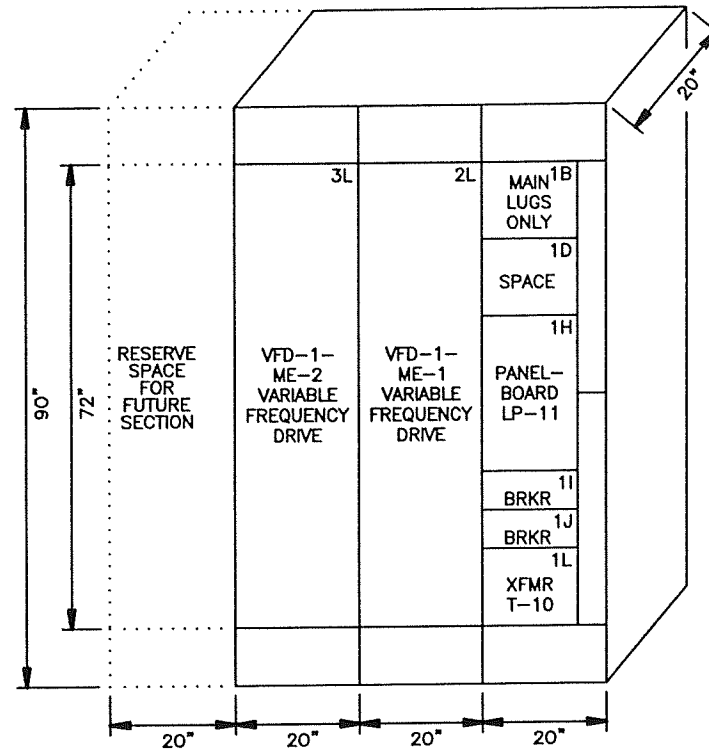 20"
90"
72"
RESERVE
SPACE
FOR
FUTURE
SECTION
3L
VFD-1-
ME-2
VARIABLE
FREQUENCY
DRIVE
2L
VFD-1-
ME-1
VARIABLE
FREQUENCY
DRIVE
1B
MAIN
LUGS
ONLY
1D
SPACE
1H
PANEL-
BOARD
LP-11
1I
BRKR
1J
BRKR
1L
XFMR
T-10
20" 20" 20" 20"